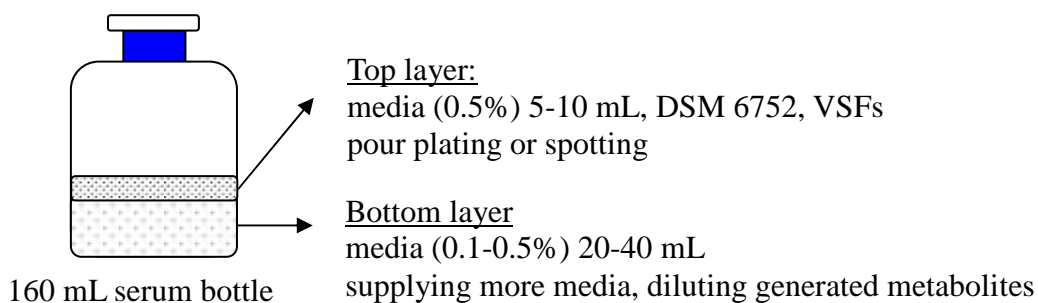 Top layer:
media (0.5%) 5-10 mL, DSM 6752, VSFs
pour plating or spotting
Bottom layer
media (0.1-0.5%) 20-40 mL
supplying more media, diluting generated metabolites
160 mL serum bottle